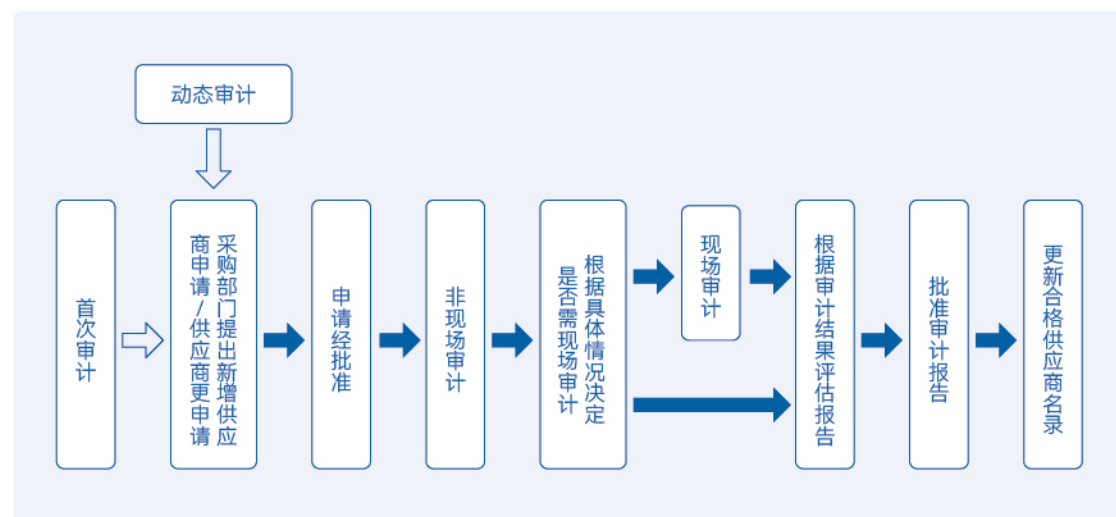 动态审计
首次审计
采购部门提出新增供应
商申请/供应商更申请
申请经批准
非现场审计
根据具体情况决定
是否需现场审计
现场审计
根据审计结果评估报告
批准审计报告
更新合格供应商名录